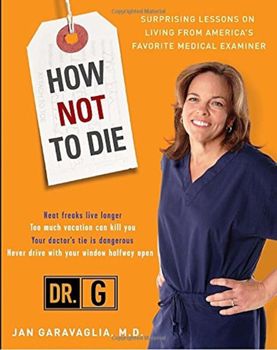 SURPRISING LESSONS ON
LIVING FROM AMERICA'S
FAVORITE MEDICAL EXAMINER
HOW
NOT
TO DIE
Neat freaks live longer
Too much vacation can kill you
Your doctor's tie is dangerous
Never drive with your window halfway open
DR. G
JAN GARAVAGLIA, M.D.